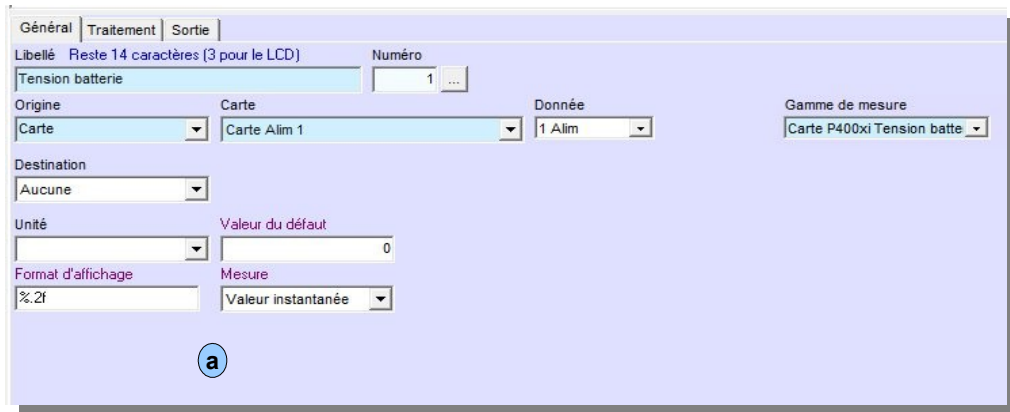 Général Traitement Sortie
Libellé Reste 14 caractères (3 pour le LCD) Numéro
Tension batterie 1 ...
Origine Carte Donnée Gamme de mesure
Carte Carte Alim 1 1 Alim Carte P400xi Tension batte
Destination
Aucune
Unité Valeur du défaut
0
Format d'affichage Mesure
%.2f Valeur instantanée
a